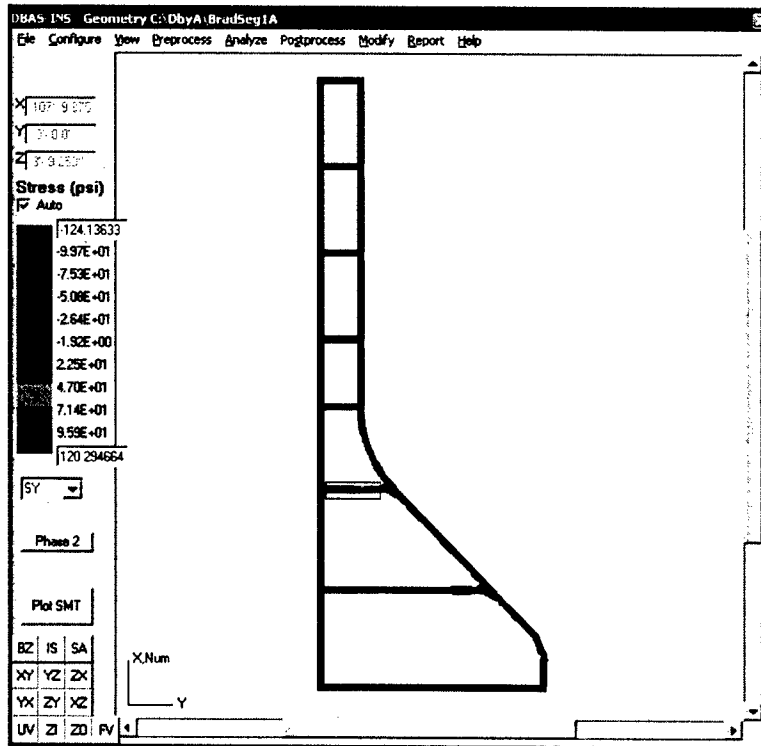 DBAS-INS Geometry C:\DbyA\BradSeg1A
File Configure View Preprocess Analyze Postprocess Modify Report Help
X
Y
Z
Stress (psi)
Auto
-124.13633
-9.97E+01
-7.53E+01
-5.08E+01
-2.64E+01
-1.92E+00
2.25E+01
4.70E+01
7.14E+01
9.59E+01
120.294664
SY
Phase 2
Plot SMT
BZ IS SA
XY YZ ZX
YX ZY XZ
UV ZI ZO FV
X,Num
Y